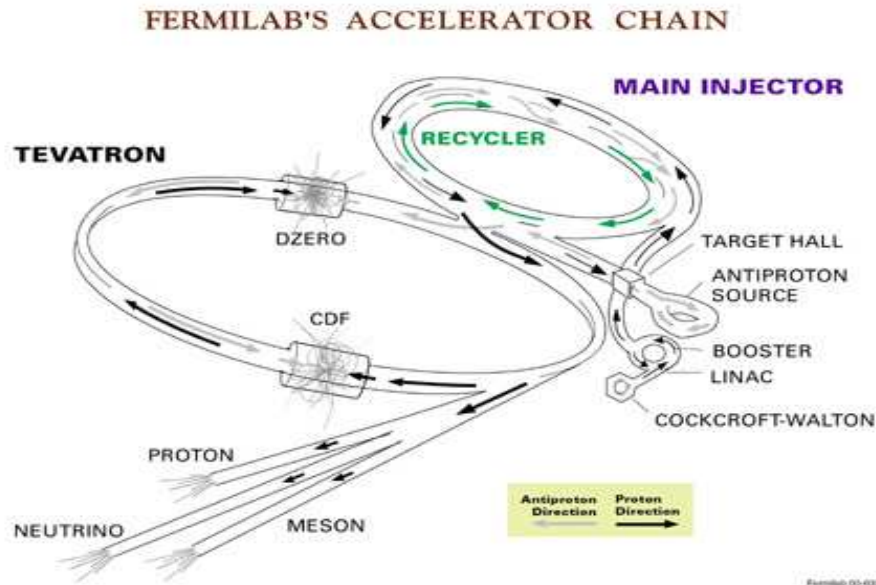 FERMILAB'S ACCELERATOR CHAIN
MAIN INJECTOR
RECYCLER
TEVATRON
DZERO
TARGET HALL
ANTIPROTON
SOURCE
CDF
BOOSTER
LINAC
COCKCROFT-WALTON
PROTON
NEUTRINO
MESON
Antiproton
Direction
Proton
Direction